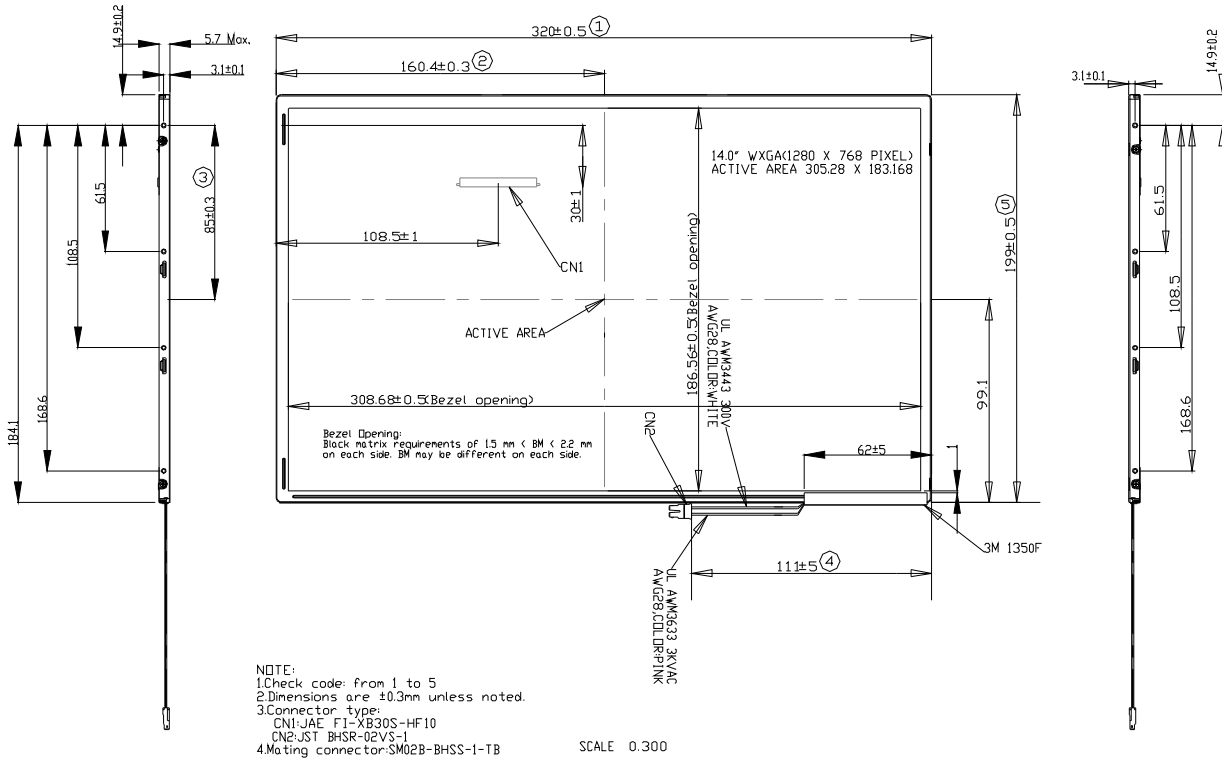 320±0.5 1
160.4±0.3 2
14.9±0.2
5.7 Max.
3.1±0.1
3.1±0.1
14.9±0.2
14.0" WXGA(1280 X 768 PIXEL)
ACTIVE AREA 305.28 X 183.168
184.1
168.6
108.5
61.5
85±0.3 3
30±1
108.5±1
CN1
ACTIVE AREA
186.56±0.5(Bezel opening)
199±0.5 5
99.1
61.5
108.5
168.6
308.68±0.5(Bezel opening)
UL AWM3443 300V
AWG28,COLOR:WHITE
CN2
Bezel Opening:
Black matrix requirements of 1.5 mm < BM < 2.2 mm
on each side. BM may be different on each side.
62±5
1
3M 1350F
111±5 4
UL AWM3633 3KVAC
AWG28,COLOR:PINK
NOTE:
1.Check code: from 1 to 5
2.Dimensions are ±0.3mm unless noted.
3.Connector type:
CN1:JAE FI-XB30S-HF10
CN2:JST BHSR-02VS-1
4.Mating connector:SM02B-BHSS-1-TB
SCALE 0.300